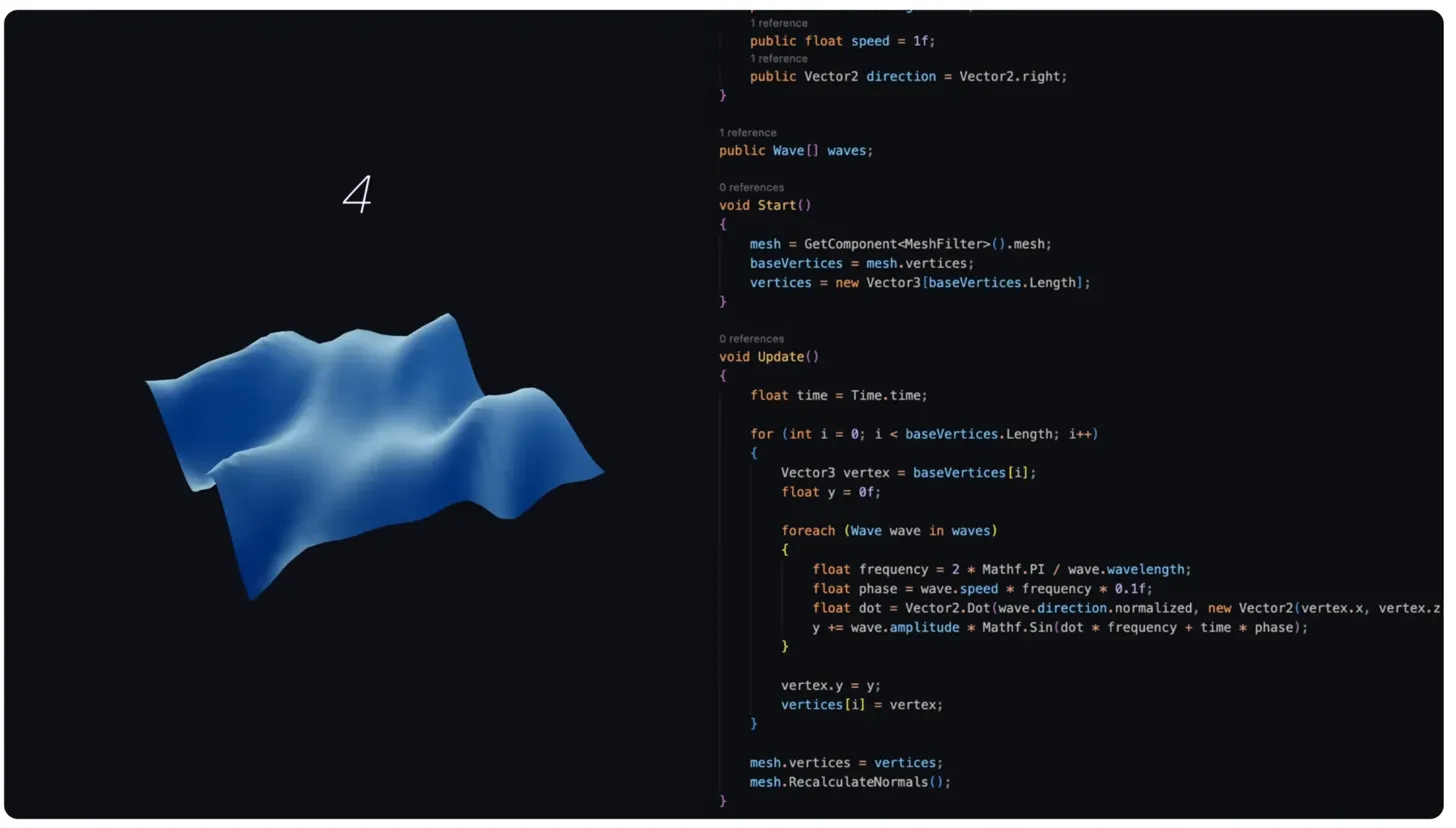 4
1 reference
public float speed = 1f;
1 reference
public Vector2 direction = Vector2.right;
}
1 reference
public Wave[] waves;
0 references
void Start()
{
mesh = GetComponent<MeshFilter>().mesh;
baseVertices = mesh.vertices;
vertices = new Vector3[baseVertices.Length];
}
0 references
void Update()
{
float time = Time.time;
for (int i = 0; i < baseVertices.Length; i++)
{
Vector3 vertex = baseVertices[i];
float y = 0f;
foreach (Wave wave in waves)
{
float frequency = 2 * Mathf.PI / wave.wavelength;
float phase = wave.speed * frequency * 0.1f;
float dot = Vector2.Dot(wave.direction.normalized, new Vector2(vertex.x, vertex.z
y += wave.amplitude * Mathf.Sin(dot * frequency + time * phase);
}
vertex.y = y;
vertices[i] = vertex;
}
mesh.vertices = vertices;
mesh.RecalculateNormals();
}